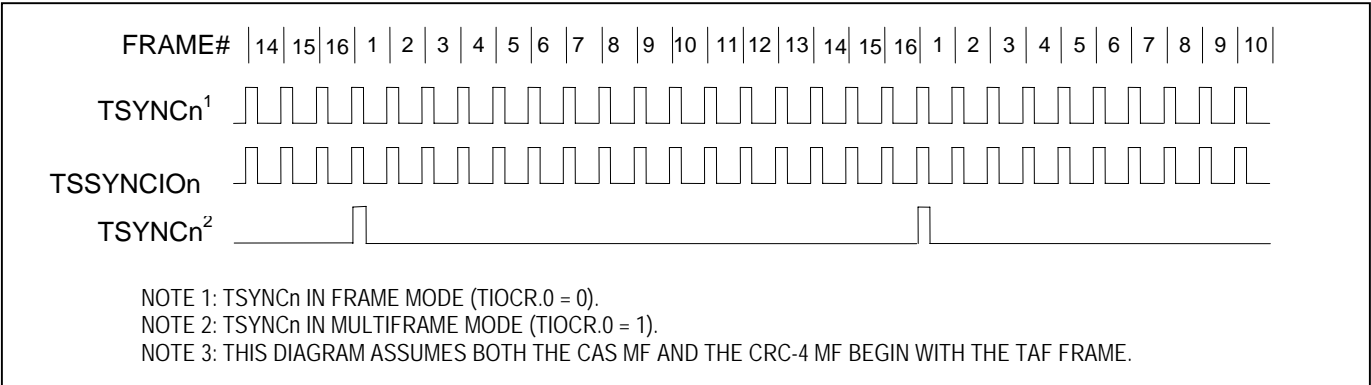 FRAME# 14 15 16 1 2 3 4 5 6 7 8 9 10 11 12 13 14 15 16 1 2 3 4 5 6 7 8 9 10
TSYNCn¹
TSSYNCIOn
TSYNCn²
NOTE 1: TSYNCn IN FRAME MODE (TIOCR.0 = 0).
NOTE 2: TSYNCn IN MULTIFRAME MODE (TIOCR.0 = 1).
NOTE 3: THIS DIAGRAM ASSUMES BOTH THE CAS MF AND THE CRC-4 MF BEGIN WITH THE TAF FRAME.